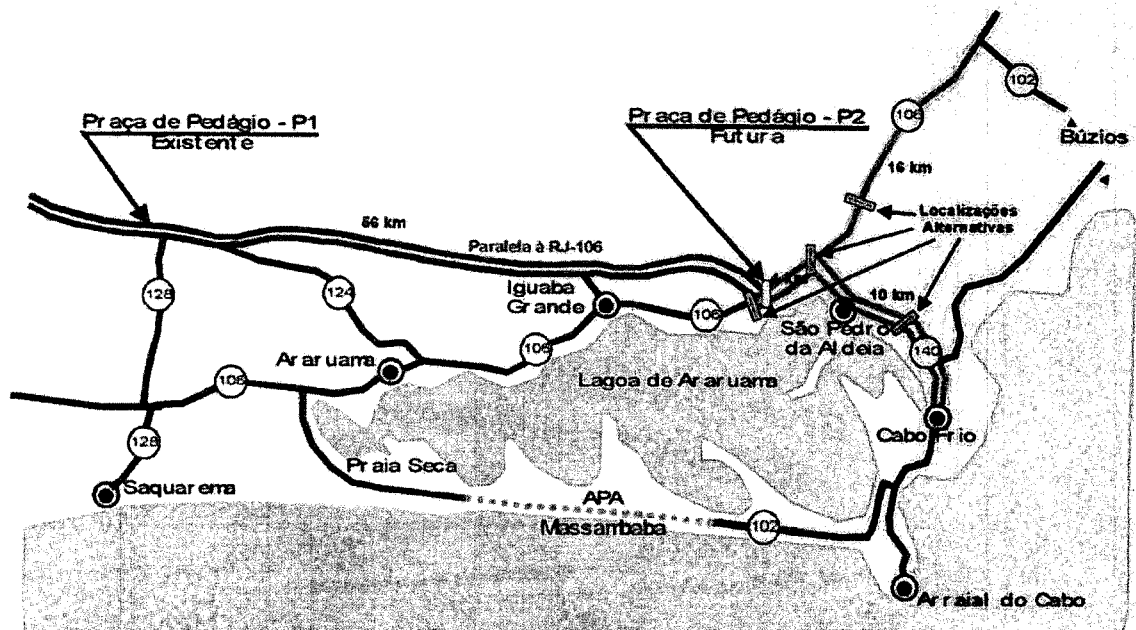 102
106
Praça de Pedágio - P1
Existente
Praça de Pedágio - P2
Futura
Búzios
16 km
Localizações
Alternativas
56 km
Paralela à RJ-106
128
124
Iguaba
Grande
106
10 km
São Pedro
da Aldeia
140
106
Araruama
106
Lagoa de Araruama
128
Cabo Frio
Praia Seca
Saquarema
APA
Massambaba
102
Arraial do Cabo